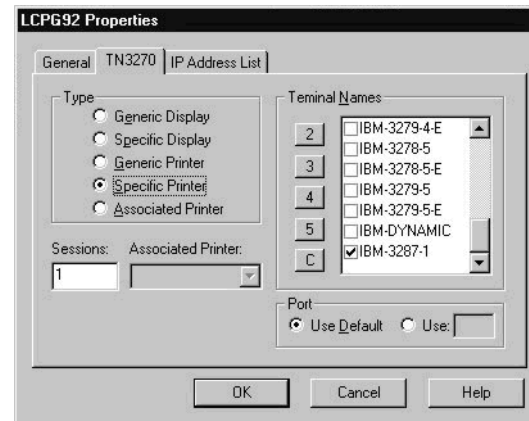 LCPG92 Properties
General
TN3270
IP Address List
Type
Generic Display
Specific Display
Generic Printer
Specific Printer
Associated Printer
Sessions:
1
Associated Printer:
Teminal Names
2
3
4
5
C
IBM-3279-4-E
IBM-3278-5
IBM-3278-5-E
IBM-3279-5
IBM-3279-5-E
IBM-DYNAMIC
IBM-3287-1
Port
Use Default
Use:
OK
Cancel
Help